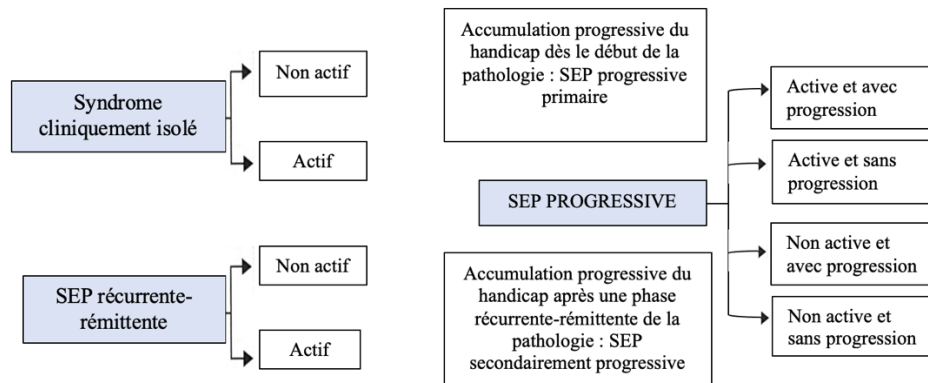 Syndrome
cliniquement isolé
Non actif
Actif
SEP récurrente-
rémittente
Non actif
Actif
Accumulation progressive du
handicap dès le début de la
pathologie : SEP progressive
primaire
SEP PROGRESSIVE
Accumulation progressive du
handicap après une phase
récurrente-rémittente de la
pathologie : SEP
secondairement progressive
Active et avec
progression
Active et sans
progression
Non active et
avec progression
Non active et
sans progression